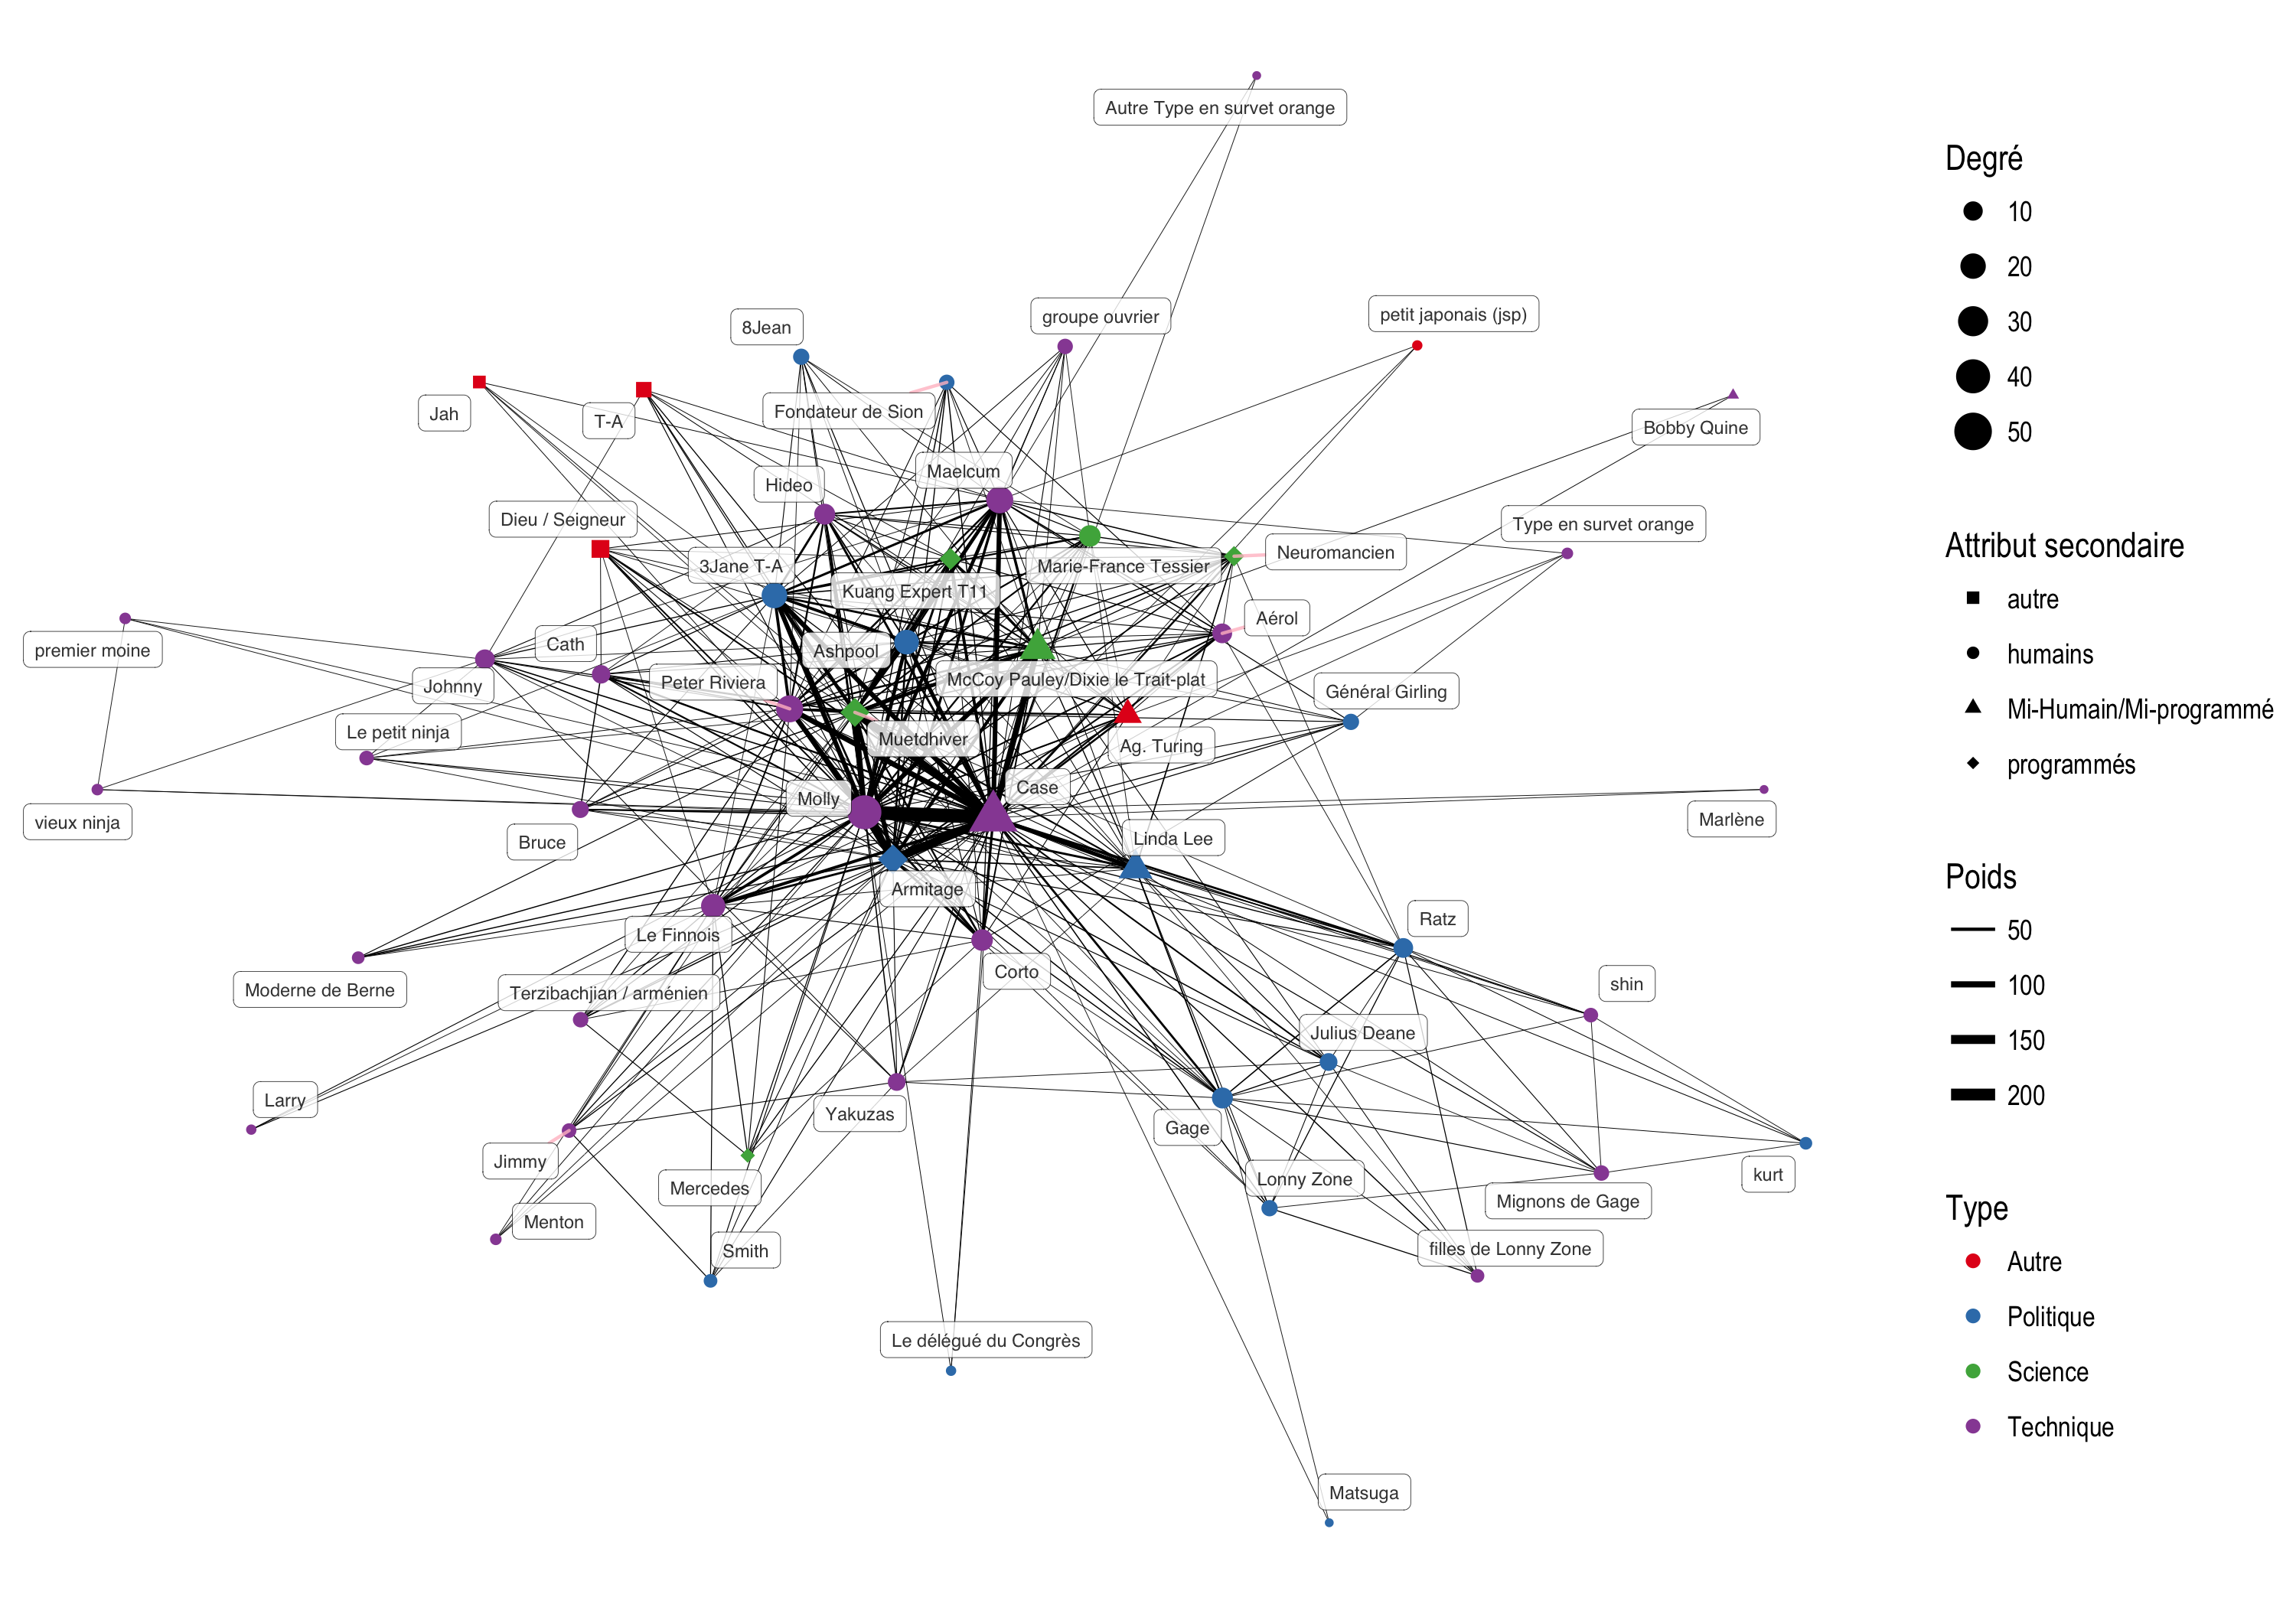 Autre Type en survet orange
8Jean
groupe ouvrier
petit japonais (jsp)
Jah
T-A
Fondateur de Sion
Bobby Quine
Hideo
Maelcum
Dieu / Seigneur
Type en survet orange
3Jane T-A
Kuang Expert T11
Marie-France Tessier
Neuromancien
premier moine
Cath
Ashpool
Aérol
Johnny
Peter Riviera
McCoy Pauley/Dixie le Trait-plat
Général Girling
Le petit ninja
Muetdhiver
Ag. Turing
vieux ninja
Bruce
Molly
Case
Linda Lee
Marlène
Armitage
Le Finnois
Ratz
Moderne de Berne
Terzibachjian / arménien
Corto
shin
Julius Deane
Larry
Yakuzas
Gage
Jimmy
Mercedes
Lonny Zone
Mignons de Gage
kurt
Menton
Smith
filles de Lonny Zone
Le délégué du Congrès
Matsuga
Degré
10
20
30
40
50
Attribut secondaire
autre
humains
Mi-Humain/Mi-programmé
programmés
Poids
50
100
150
200
Type
Autre
Politique
Science
Technique